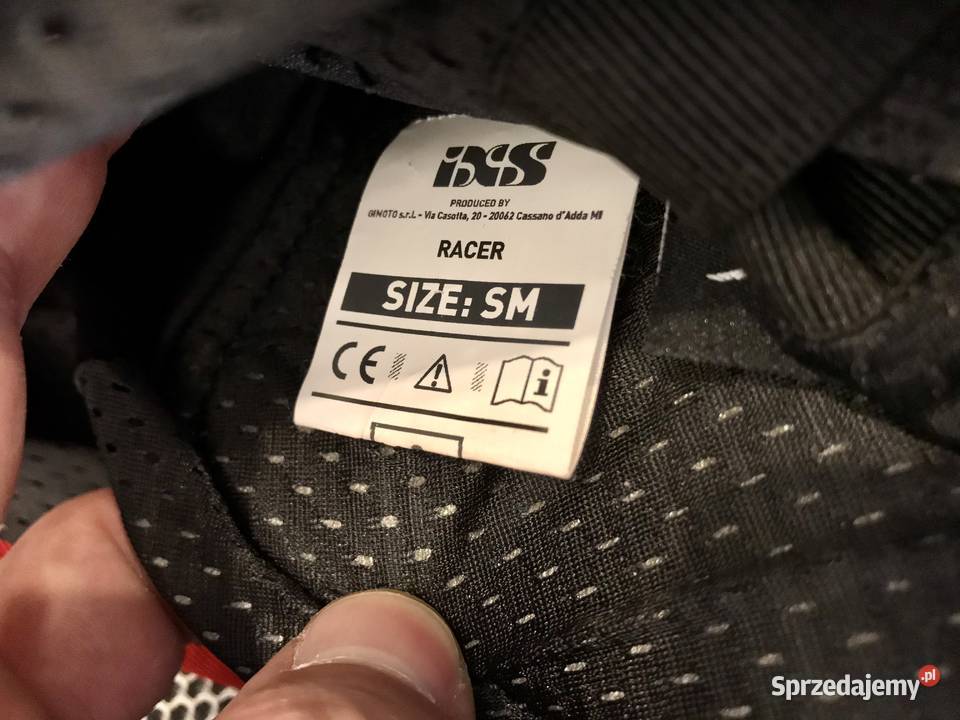 iXS
PRODUCED BY
GIMOTO s.r.l. - Via Casotta, 20 - 20062 Cassano d'Adda MI
RACER
SIZE: SM
CE
i
Sprzedajemy.pl